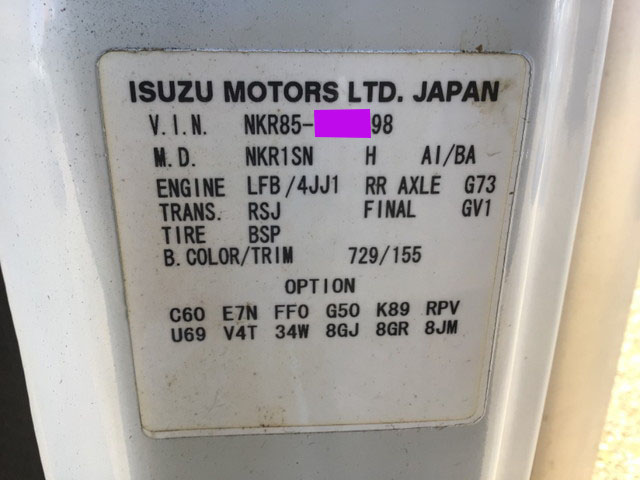 ISUZU MOTORS LTD. JAPAN
V.I.N. NKR85- 98
M.D. NKR1SN H AI/BA
ENGINE LFB/4JJ1 RR AXLE G73
TRANS. RSJ FINAL GV1
TIRE BSP
B.COLOR/TRIM 729/155
OPTION
C60 E7N FF0 G50 K89 RPV
U69 V4T 34W 8GJ 8GR 8JM